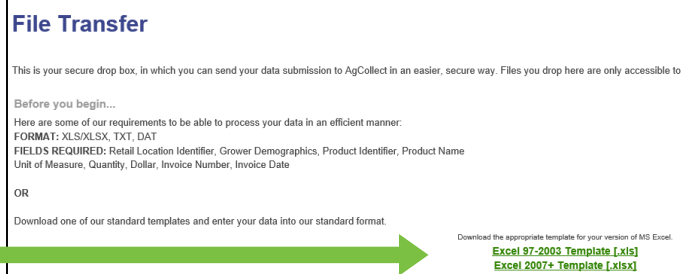 File Transfer
This is your secure drop box, in which you can send your data submission to AgCollect in an easier, secure way. Files you drop here are only accessible to
Before you begin...
Here are some of our requirements to be able to process your data in an efficient manner:
FORMAT: XLS/XLSX, TXT, DAT
FIELDS REQUIRED: Retail Location Identifier, Grower Demographics, Product Identifier, Product Name
Unit of Measure, Quantity, Dollar, Invoice Number, Invoice Date
OR
Download one of our standard templates and enter your data into our standard format.
Download the appropriate template for your version of MS Excel.
Excel 97-2003 Template [.xls]
Excel 2007+ Template [.xlsx]